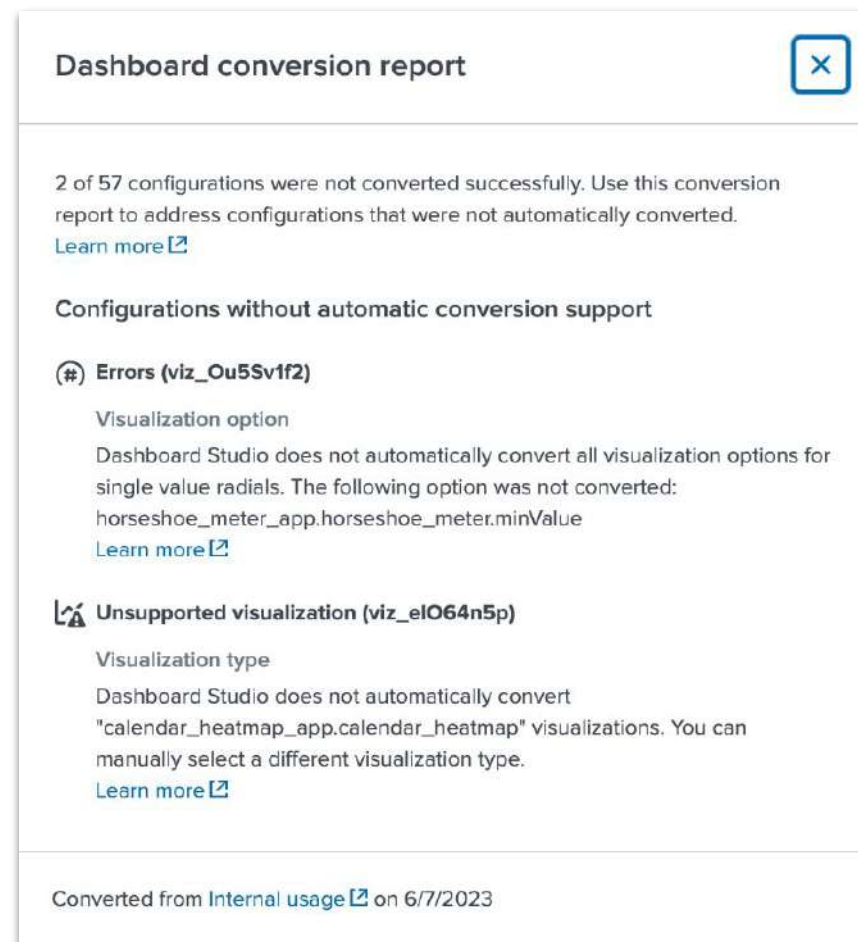 Dashboard conversion report
2 of 57 configurations were not converted successfully. Use this conversion
report to address configurations that were not automatically converted.
Learn more
Configurations without automatic conversion support
# Errors (viz_Ou5Sv1f2)
Visualization option
Dashboard Studio does not automatically convert all visualization options for
single value radials. The following option was not converted:
horseshoe_meter_app.horseshoe_meter.minValue
Learn more
Unsupported visualization (viz_elO64n5p)
Visualization type
Dashboard Studio does not automatically convert
"calendar_heatmap_app.calendar_heatmap" visualizations. You can
manually select a different visualization type.
Learn more
Converted from Internal usage on 6/7/2023